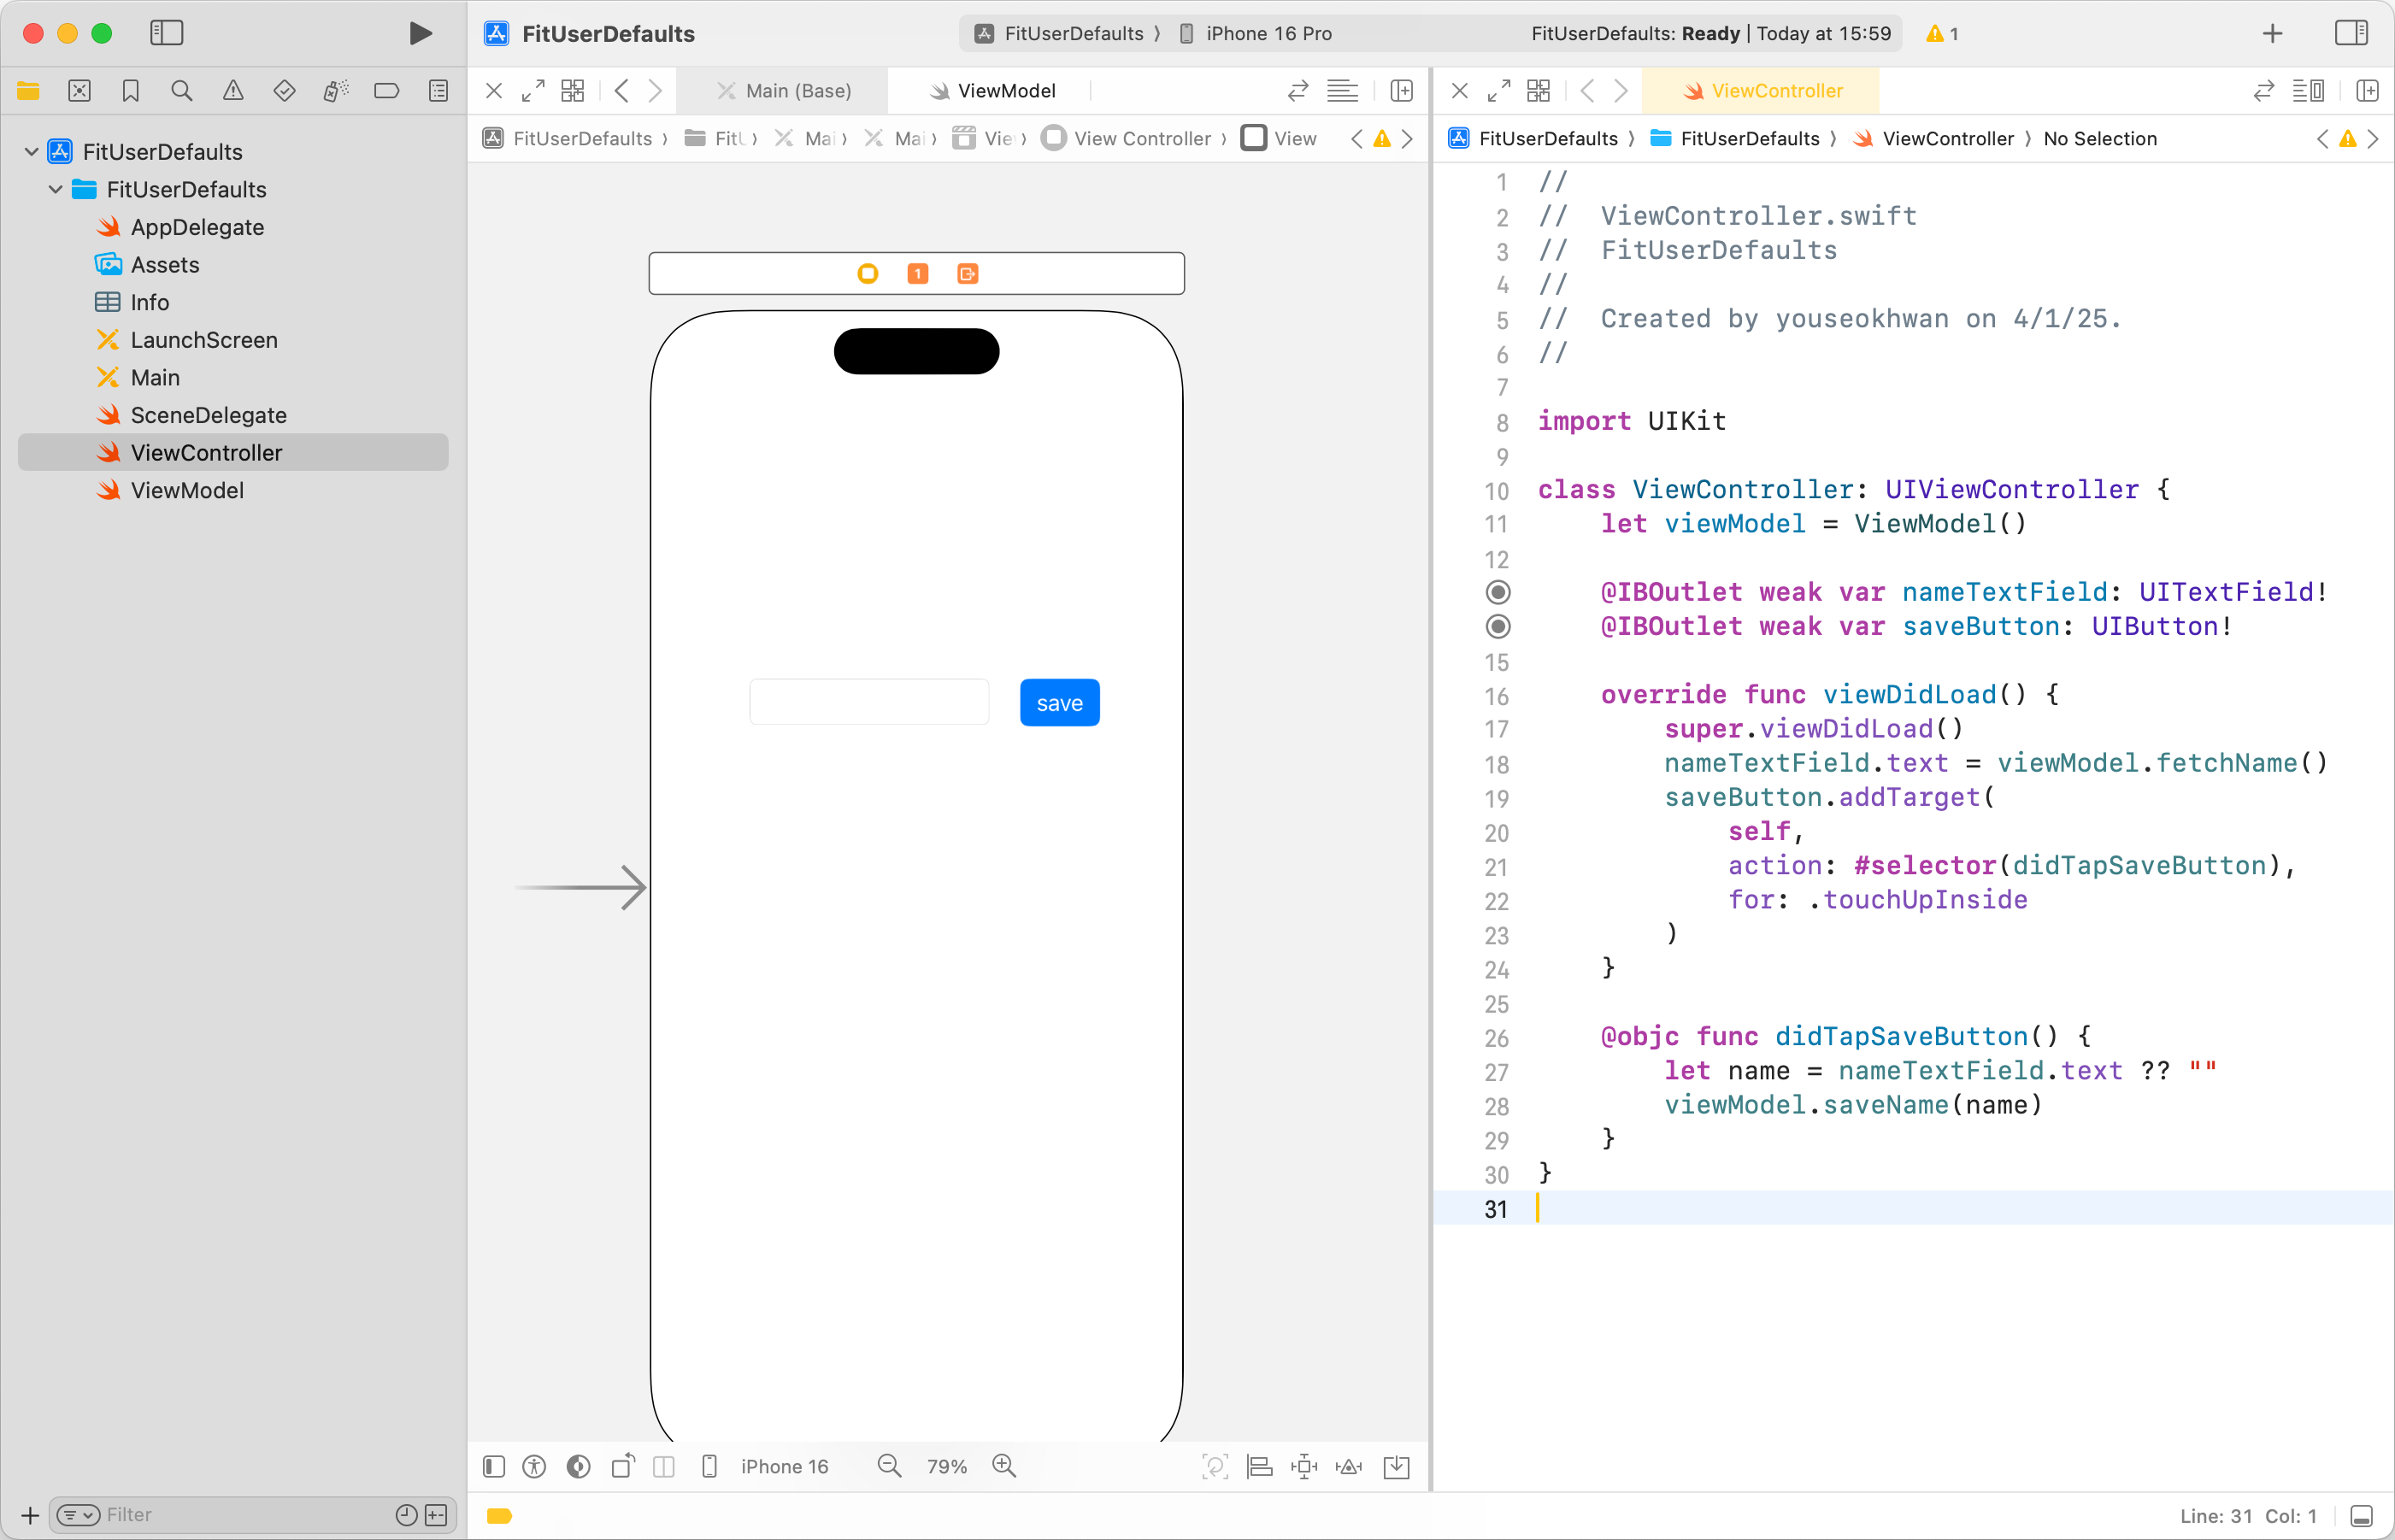 FitUserDefaults
FitUserDefaults 〉 iPhone 16 Pro
FitUserDefaults: Ready | Today at 15:59
1
Main (Base)
ViewModel
ViewController
FitUserDefaults 〉 FitU 〉 Mai 〉 Mai 〉 Vie 〉 View Controller 〉 View
FitUserDefaults 〉 FitUserDefaults 〉 ViewController 〉 No Selection
FitUserDefaults
FitUserDefaults
AppDelegate
Assets
Info
LaunchScreen
Main
SceneDelegate
ViewController
ViewModel
1
save
1 //
2 //  ViewController.swift
3 //  FitUserDefaults
4 //
5 //  Created by youseokhwan on 4/1/25.
6 //
7
8 import UIKit
9
10 class ViewController: UIViewController {
11     let viewModel = ViewModel()
12
@IBOutlet weak var nameTextField: UITextField!
@IBOutlet weak var saveButton: UIButton!
15
16     override func viewDidLoad() {
17         super.viewDidLoad()
18         nameTextField.text = viewModel.fetchName()
19         saveButton.addTarget(
20             self,
21             action: #selector(didTapSaveButton),
22             for: .touchUpInside
23         )
24     }
25
26     @objc func didTapSaveButton() {
27         let name = nameTextField.text ?? ""
28         viewModel.saveName(name)
29     }
30 }
31
iPhone 16
79%
Filter
Line: 31 Col: 1